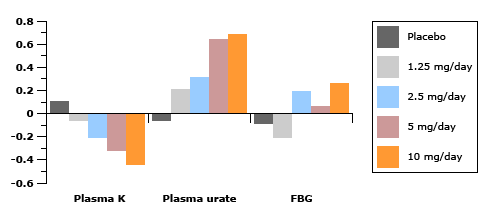 0.8
0.6
0.4
0.2
0
-0.2
-0.4
-0.6
Plasma K
Plasma urate
FBG
Placebo
1.25 mg/day
2.5 mg/day
5 mg/day
10 mg/day